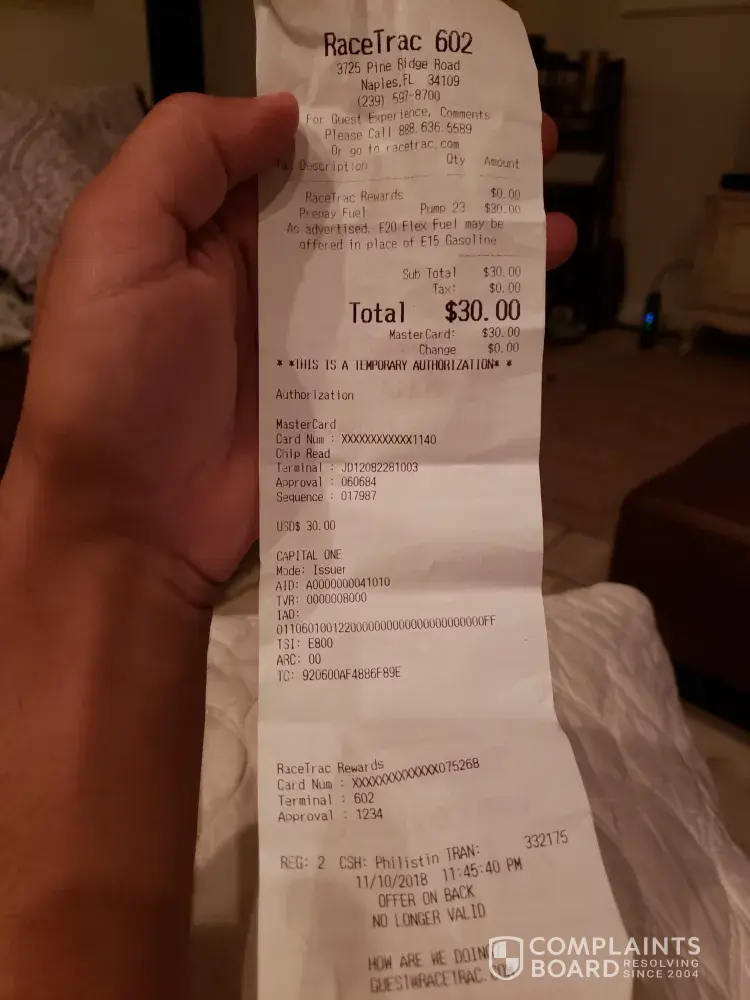 RaceTrac 602
3725 Pine Ridge Road
Naples,FL 34109
(239) 597-8700
For Guest Experience, Comments
Please Call 888.636.5589
Or go to racetrac.com
Description Qty Amount
RaceTrac Rewards $0.00
Prepay Fuel Pump 23 $30.00
As advertised, E20 Flex Fuel may be
offered in place of E15 Gasoline
Sub Total $30.00
Tax: $0.00
Total $30.00
MasterCard: $30.00
Change $0.00
* *THIS IS A TEMPORARY AUTHORIZATION* *
Authorization
MasterCard
Card Num : XXXXXXXXXXXX1140
Chip Read
Terminal : JD12082281003
Approval : 060684
Sequence : 017987
USD$ 30.00
CAPITAL ONE
Mode: Issuer
AID: A0000000041010
TVR: 0000008000
IAD:
TSI: E800
ARC: 00
TC: 920600AF4886F89E
RaceTrac Rewards
Card Num : XXXXXXXXXXXXX075268
Terminal : 602
Approval : 1234
REG: 2 CSH: Philistin TRAN: 332175
11/10/2018 11:45:40 PM
OFFER ON BACK
NO LONGER VALID
HOW ARE WE DOING
COMPLAINTS
BOARD
RESOLVING
SINCE 2004